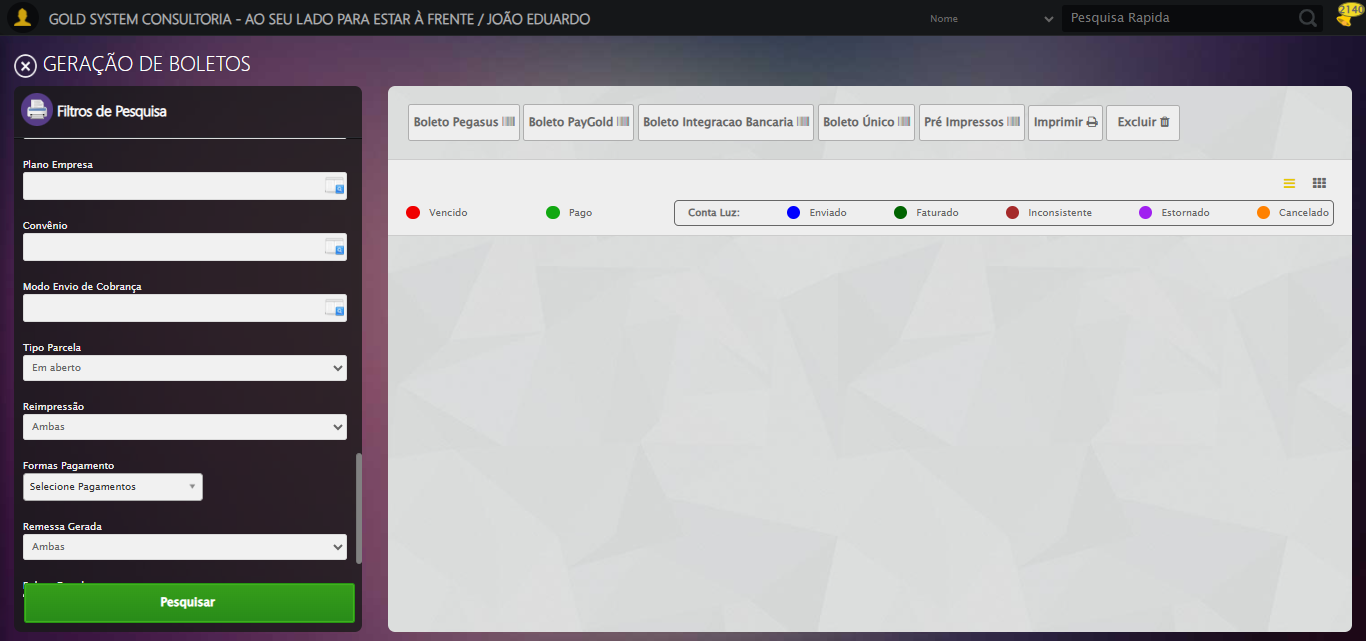 GOLD SYSTEM CONSULTORIA - AO SEU LADO PARA ESTAR À FRENTE / JOÃO EDUARDO
Nome
Pesquisa Rapida
2140
GERAÇÃO DE BOLETOS
Filtros de Pesquisa
Plano Empresa
Convênio
Modo Envio de Cobrança
Tipo Parcela
Em aberto
Reimpressão
Ambas
Formas Pagamento
Selecione Pagamentos
Remessa Gerada
Ambas
Pesquisar
Boleto Pegasus
Boleto PayGold
Boleto Integracao Bancaria
Boleto Único
Pré Impressos
Imprimir
Excluir
Vencido
Pago
Conta Luz:
Enviado
Faturado
Inconsistente
Estornado
Cancelado